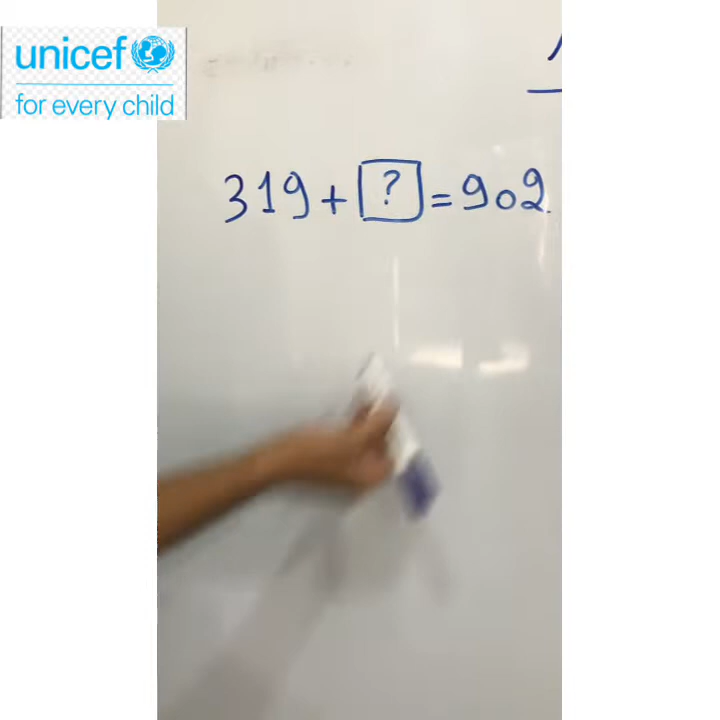 unicef
for every child
319 + ? = 902